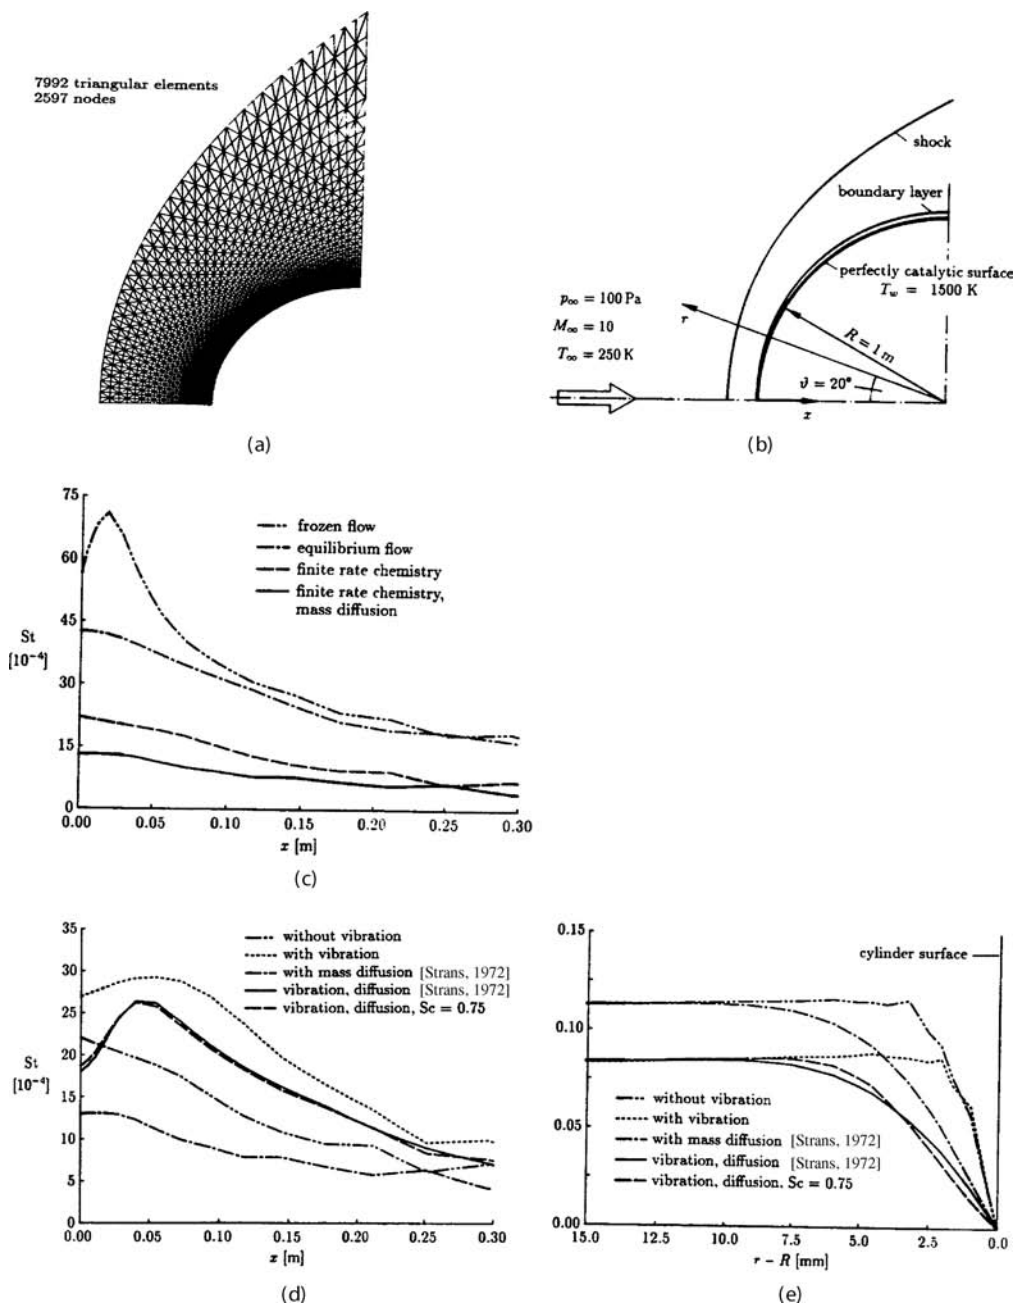 7992 triangular elements
2597 nodes
(a)
shock
boundary layer
perfectly catalytic surface
T_w = 1500 K
p∞ = 100 Pa
M∞ = 10
T∞ = 250 K
r
R = 1 m
ϑ = 20°
x
(b)
75
60
45
30
15
0
St
[10⁻⁴]
frozen flow
equilibrium flow
finite rate chemistry
finite rate chemistry,
mass diffusion
0.00 0.05 0.10 0.15 0.20 0.25 0.30
x [m]
(c)
35
30
25
20
15
10
5
0
St
[10⁻⁴]
without vibration
with vibration
with mass diffusion [Strans, 1972]
vibration, diffusion [Strans, 1972]
vibration, diffusion, Sc = 0.75
0.00 0.05 0.10 0.15 0.20 0.25 0.30
x [m]
(d)
0.15
0.10
0.05
0.00
cylinder surface
without vibration
with vibration
with mass diffusion [Strans, 1972]
vibration, diffusion [Strans, 1972]
vibration, diffusion, Sc = 0.75
15.0 12.5 10.0 7.5 5.0 2.5 0.0
r − R [mm]
(e)